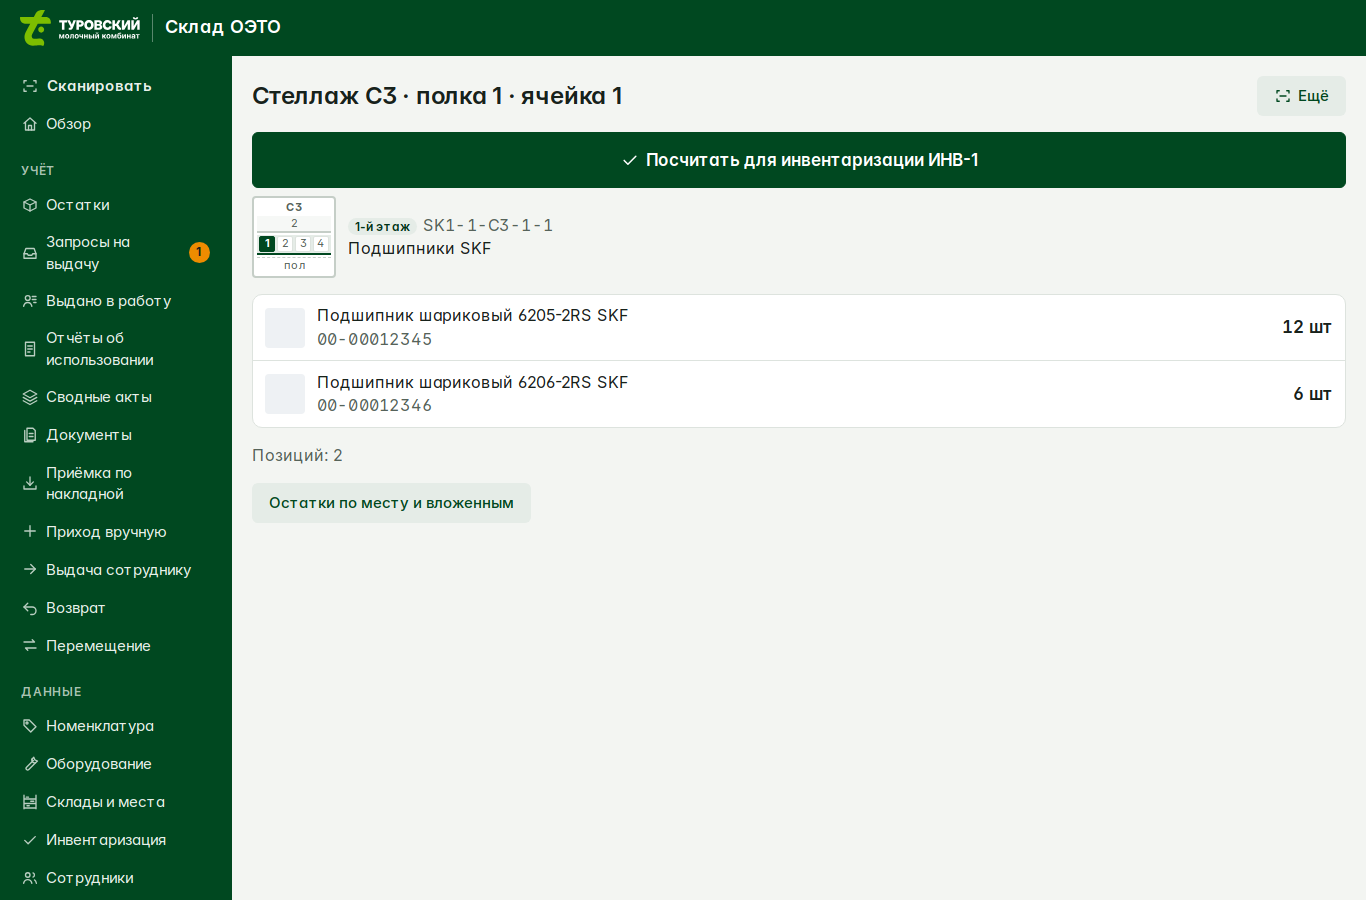 ТУРОВСКИЙ
молочный комбинат
Склад ОЭТО
Сканировать
Обзор
УЧЁТ
Остатки
Запросы на
выдачу
1
Выдано в работу
Отчёты об
использовании
Сводные акты
Документы
Приёмка по
накладной
Приход вручную
Выдача сотруднику
Возврат
Перемещение
ДАННЫЕ
Номенклатура
Оборудование
Склады и места
Инвентаризация
Сотрудники
Стеллаж С3 · полка 1 · ячейка 1
Ещё
Посчитать для инвентаризации ИНВ-1
С3
2
1 2 3 4
пол
1-й этаж SK1-1-C3-1-1
Подшипники SKF
Подшипник шариковый 6205-2RS SKF
00-00012345
12 шт
Подшипник шариковый 6206-2RS SKF
00-00012346
6 шт
Позиций: 2
Остатки по месту и вложенным